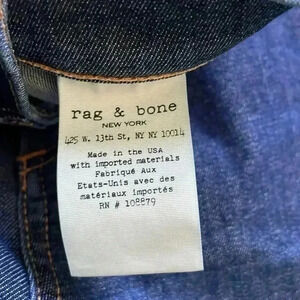 rag & bone
NEW YORK
425 W. 13th St, NY NY 10014
Made in the USA
with imported materials
Fabriqué Aux
Etats-Unis avec des
matériaux importés
RN # 108879